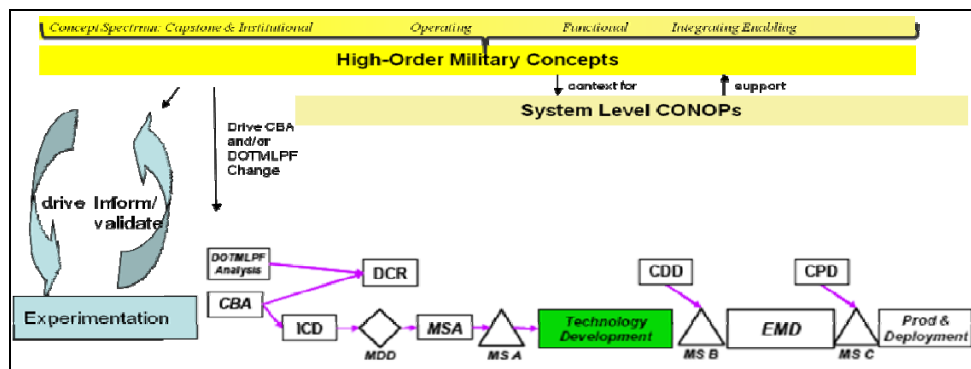 Concept Spectrum: Capstone & Institutional Operating Functional Integrating Enabling
High-Order Military Concepts
context for support
System Level CONOPs
Drive CBA
and/or
DOTMLPF
Change
drive Inform/
validate
DOTMLPF
Analysis
DCR
CDD
CPD
CBA
Experimentation
ICD
MDD
MSA
MS A
Technology
Development
MS B
EMD
MS C
Prod &
Deployment